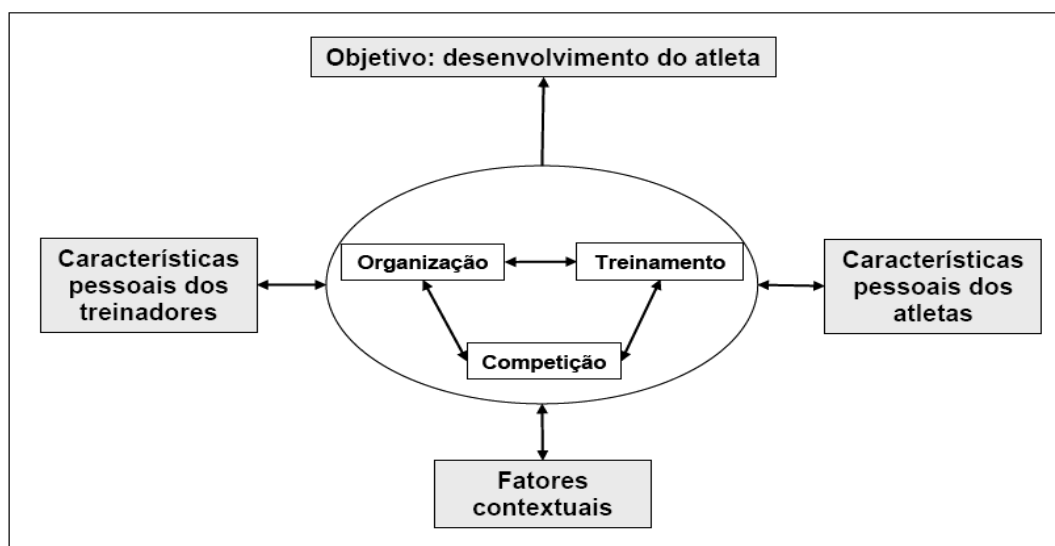 Objetivo: desenvolvimento do atleta
Características
pessoais dos
treinadores
Organização
Treinamento
Competição
Características
pessoais dos
atletas
Fatores
contextuais